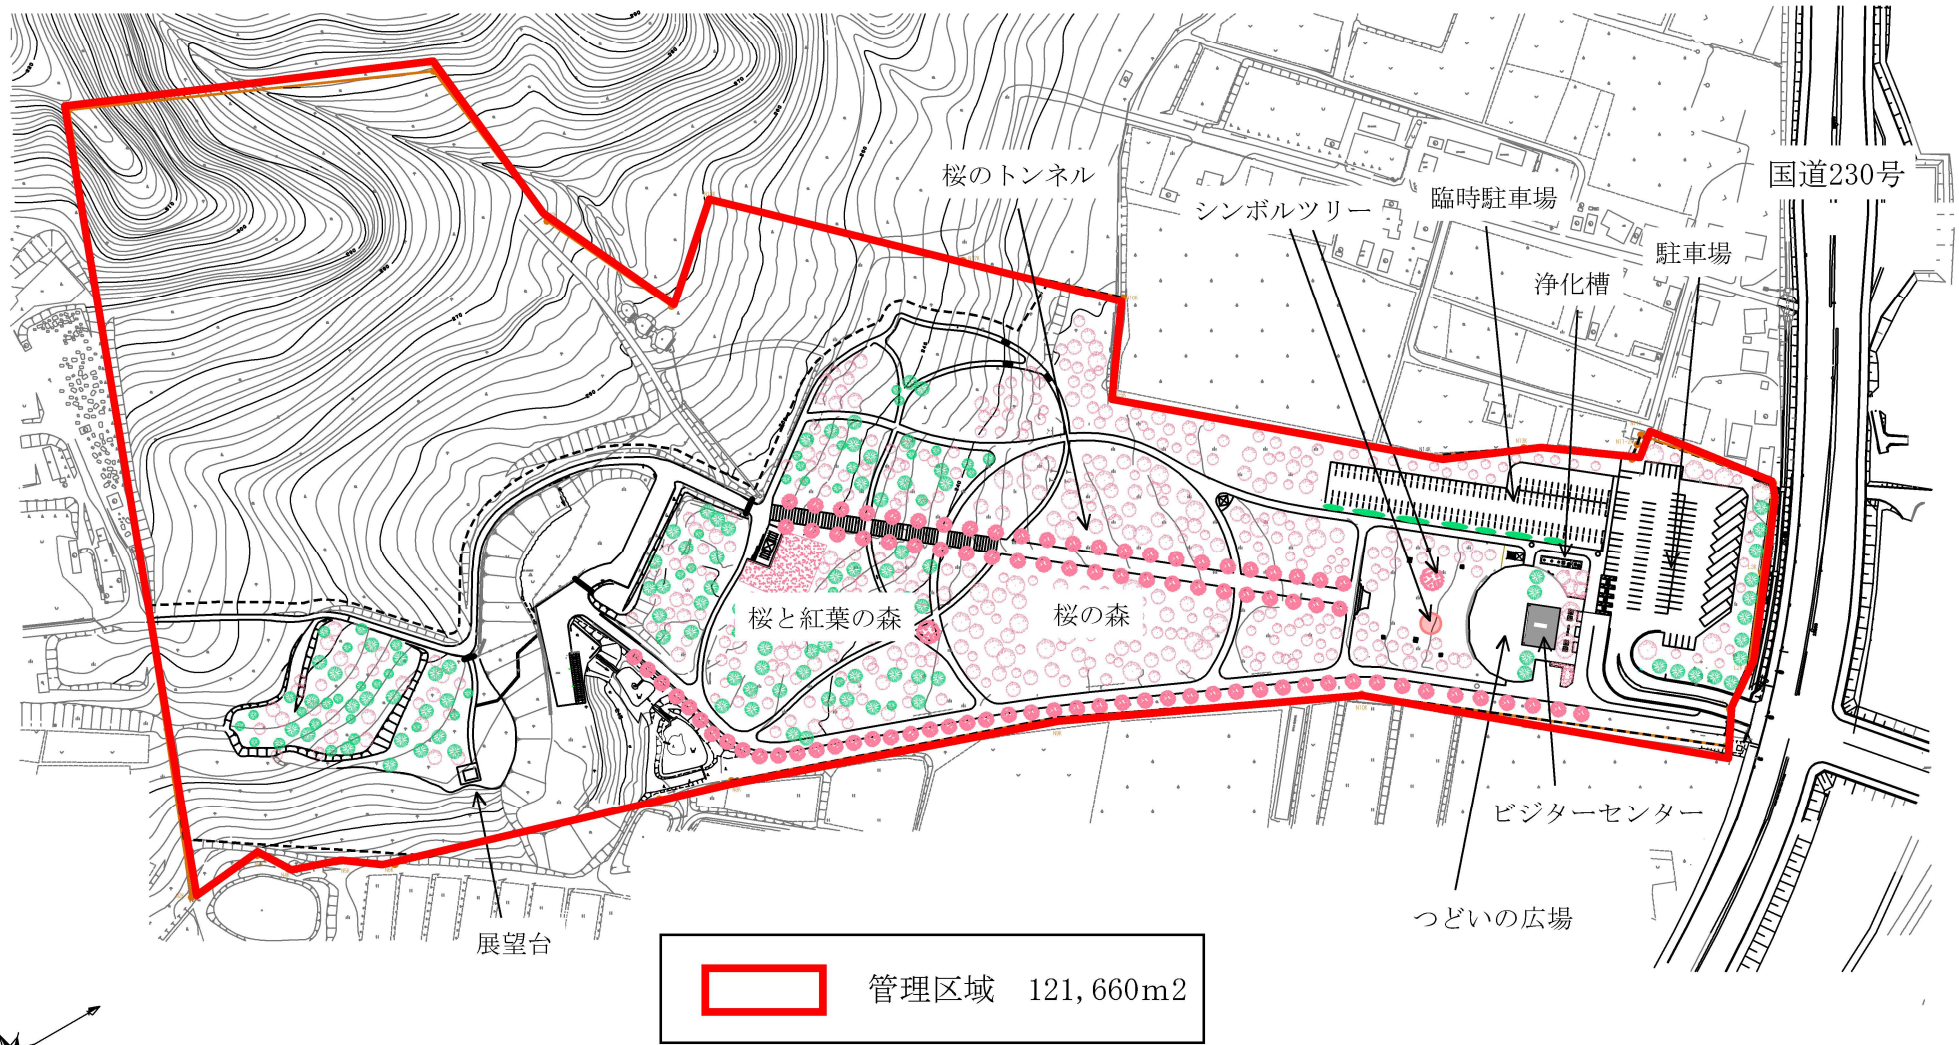 国道230号
桜のトンネル
シンボルツリー
臨時駐車場
駐車場
浄化槽
桜と紅葉の森
桜の森
ビジターセンター
つどいの広場
展望台
管理区域 121,660m2